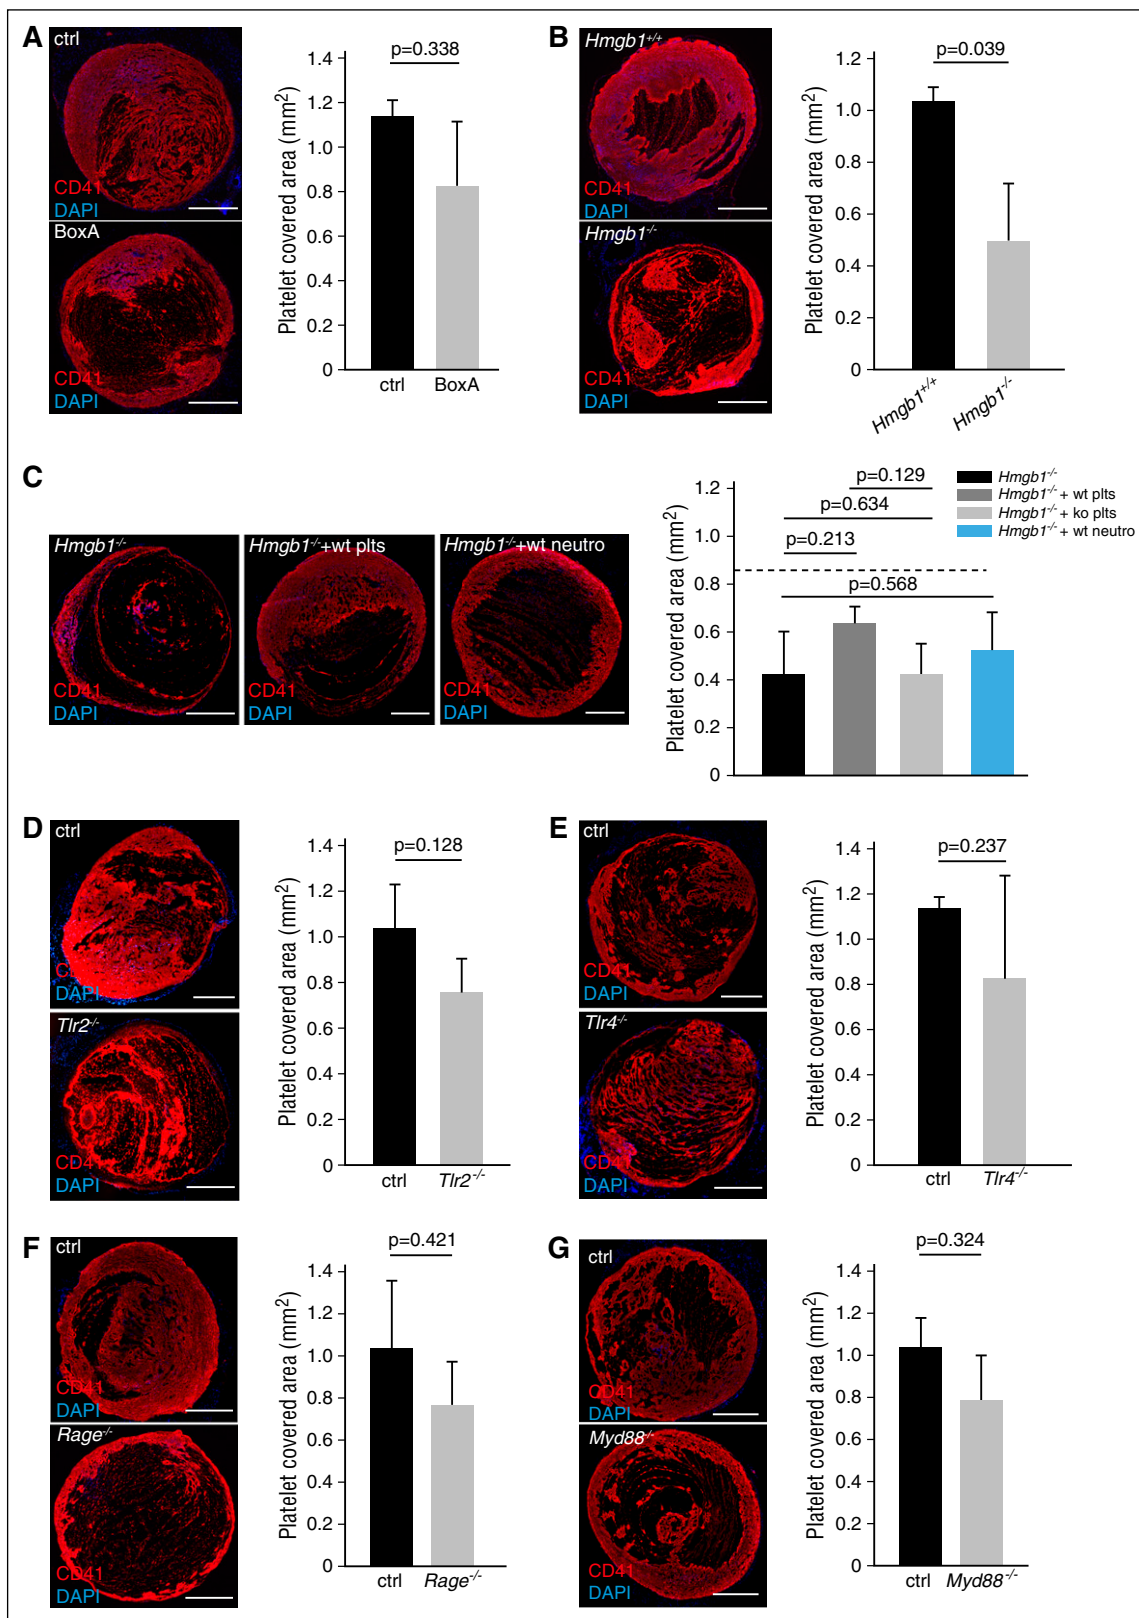 A
ctrl
CD41
DAPI
BoxA
CD41
DAPI
Platelet covered area (mm²)
p=0.338
1.4
1.2
1.0
0.8
0.6
0.4
0.2
0
ctrl BoxA
B
Hmgb1+/+
CD41
DAPI
Hmgb1-/-
CD41
DAPI
Platelet covered area (mm²)
p=0.039
1.2
1.0
0.8
0.6
0.4
0.2
0
Hmgb1+/+ Hmgb1-/-
C
Hmgb1-/-
CD41
DAPI
Hmgb1-/-+wt plts
CD41
DAPI
Hmgb1-/-+wt neutro
CD41
DAPI
Platelet covered area (mm²)
1.2
1.0
0.8
0.6
0.4
0.2
0
p=0.129
p=0.634
p=0.213
p=0.568
Hmgb1-/-
Hmgb1-/- + wt plts
Hmgb1-/- + ko plts
Hmgb1-/- + wt neutro
D
ctrl
CD41
DAPI
Tlr2-/-
CD41
DAPI
Platelet covered area (mm²)
p=0.128
1.4
1.2
1.0
0.8
0.6
0.4
0.2
0
ctrl Tlr2-/-
E
ctrl
CD41
DAPI
Tlr4-/-
CD41
DAPI
Platelet covered area (mm²)
p=0.237
1.4
1.2
1.0
0.8
0.6
0.4
0.2
0
ctrl Tlr4-/-
F
ctrl
CD41
DAPI
Rage-/-
CD41
DAPI
Platelet covered area (mm²)
p=0.421
1.4
1.2
1.0
0.8
0.6
0.4
0.2
0
ctrl Rage-/-
G
ctrl
CD41
DAPI
Myd88-/-
CD41
DAPI
Platelet covered area (mm²)
p=0.324
1.4
1.2
1.0
0.8
0.6
0.4
0.2
0
ctrl Myd88-/-